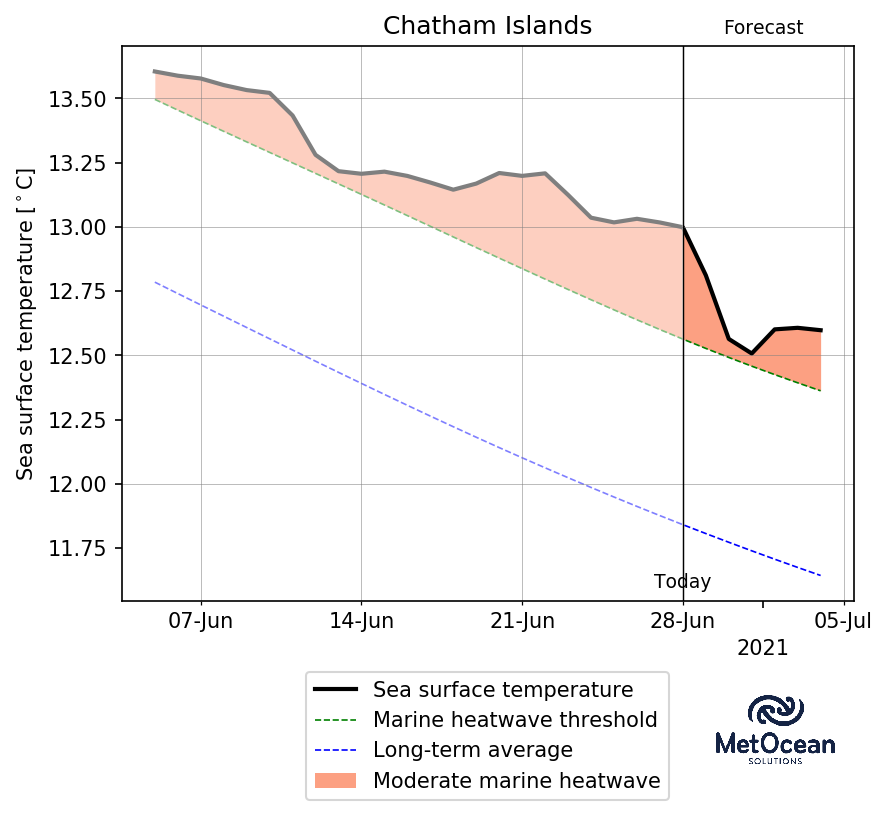 Chatham Islands
Forecast
Sea surface temperature [°C]
13.50
13.25
13.00
12.75
12.50
12.25
12.00
11.75
Today
07-Jun
14-Jun
21-Jun
28-Jun
05-Jul
2021
Sea surface temperature
Marine heatwave threshold
Long-term average
Moderate marine heatwave
MetOcean
SOLUTIONS